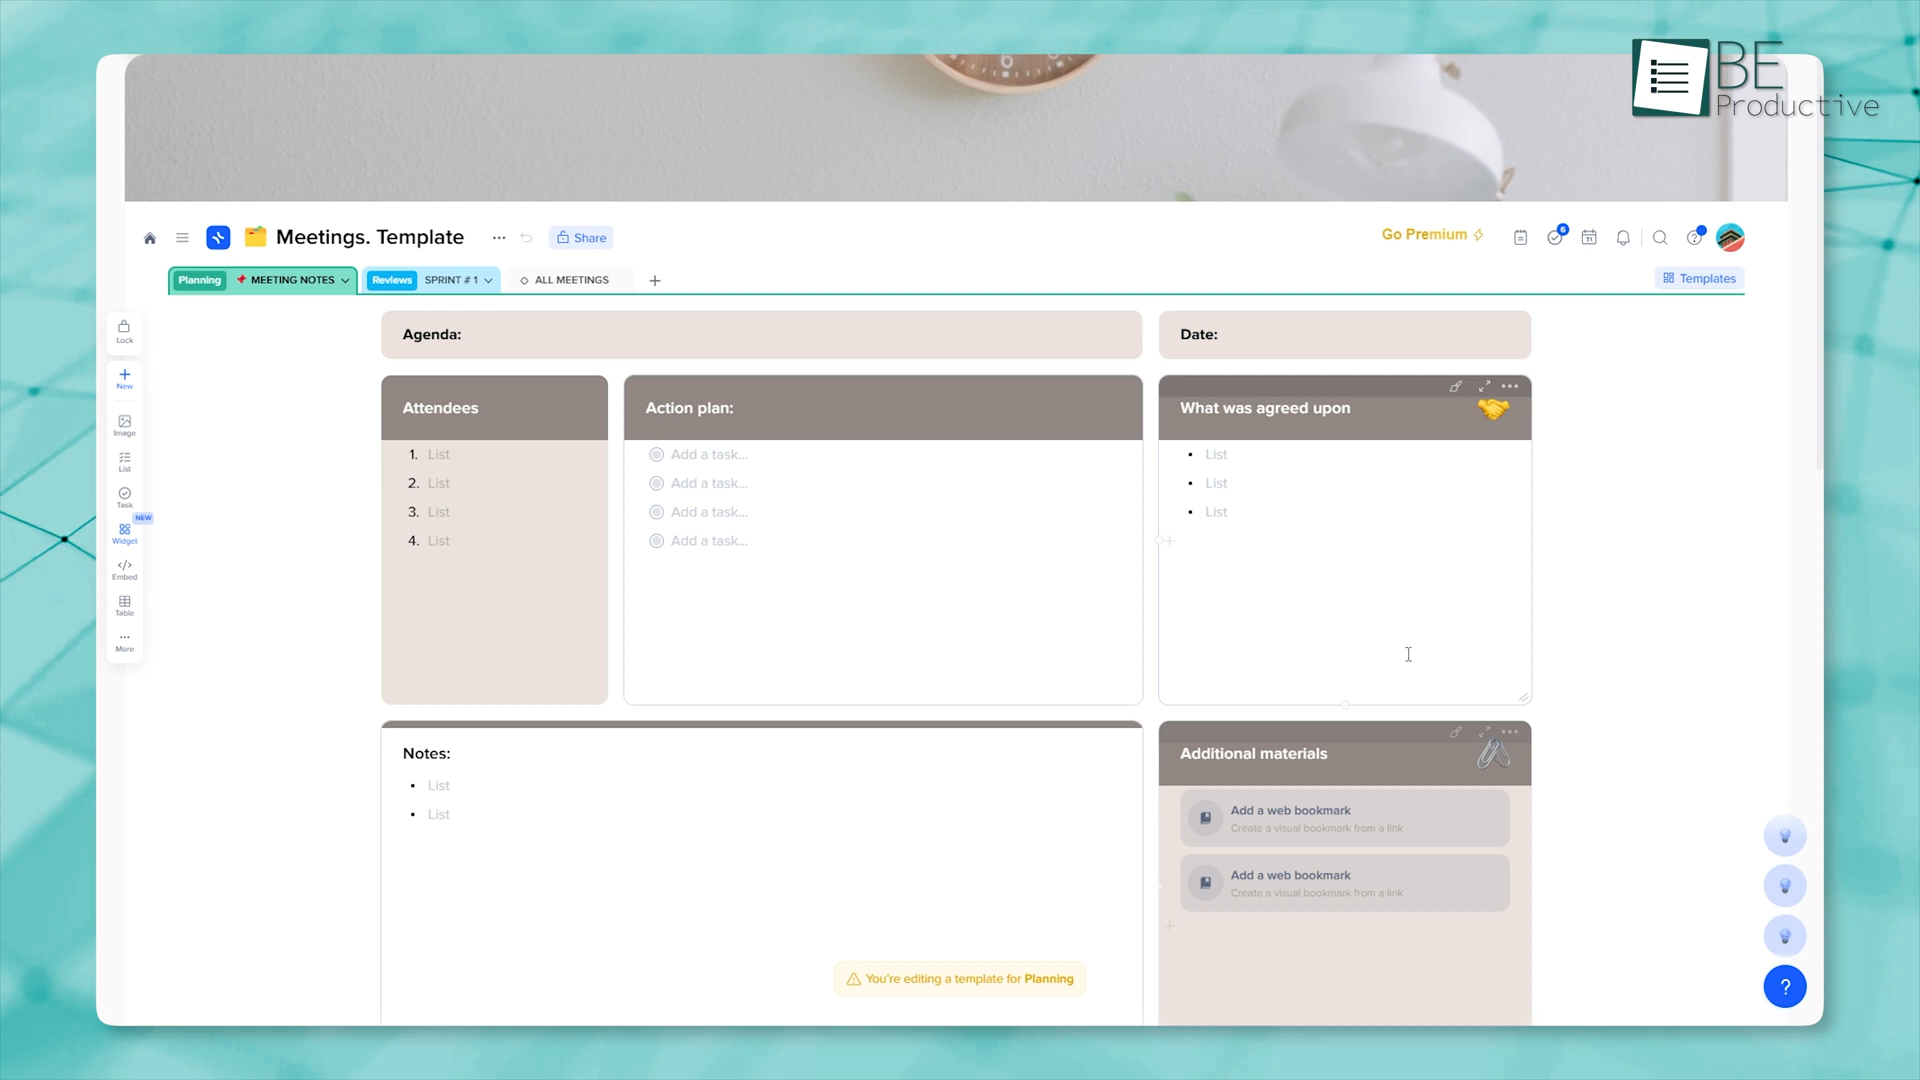 BE
Productive
Meetings. Template
Share
Go Premium
6
Planning
MEETING NOTES
Reviews
SPRINT # 1
ALL MEETINGS
Templates
Agenda:
Date:
Lock
New
Image
List
Task
NEW
Widget
Embed
Table
More
Attendees
1. List
2. List
3. List
4. List
Action plan:
Add a task...
Add a task...
Add a task...
Add a task...
What was agreed upon
• List
• List
• List
Notes:
• List
• List
Additional materials
Add a web bookmark
Create a visual bookmark from a link
Add a web bookmark
Create a visual bookmark from a link
You're editing a template for Planning
?